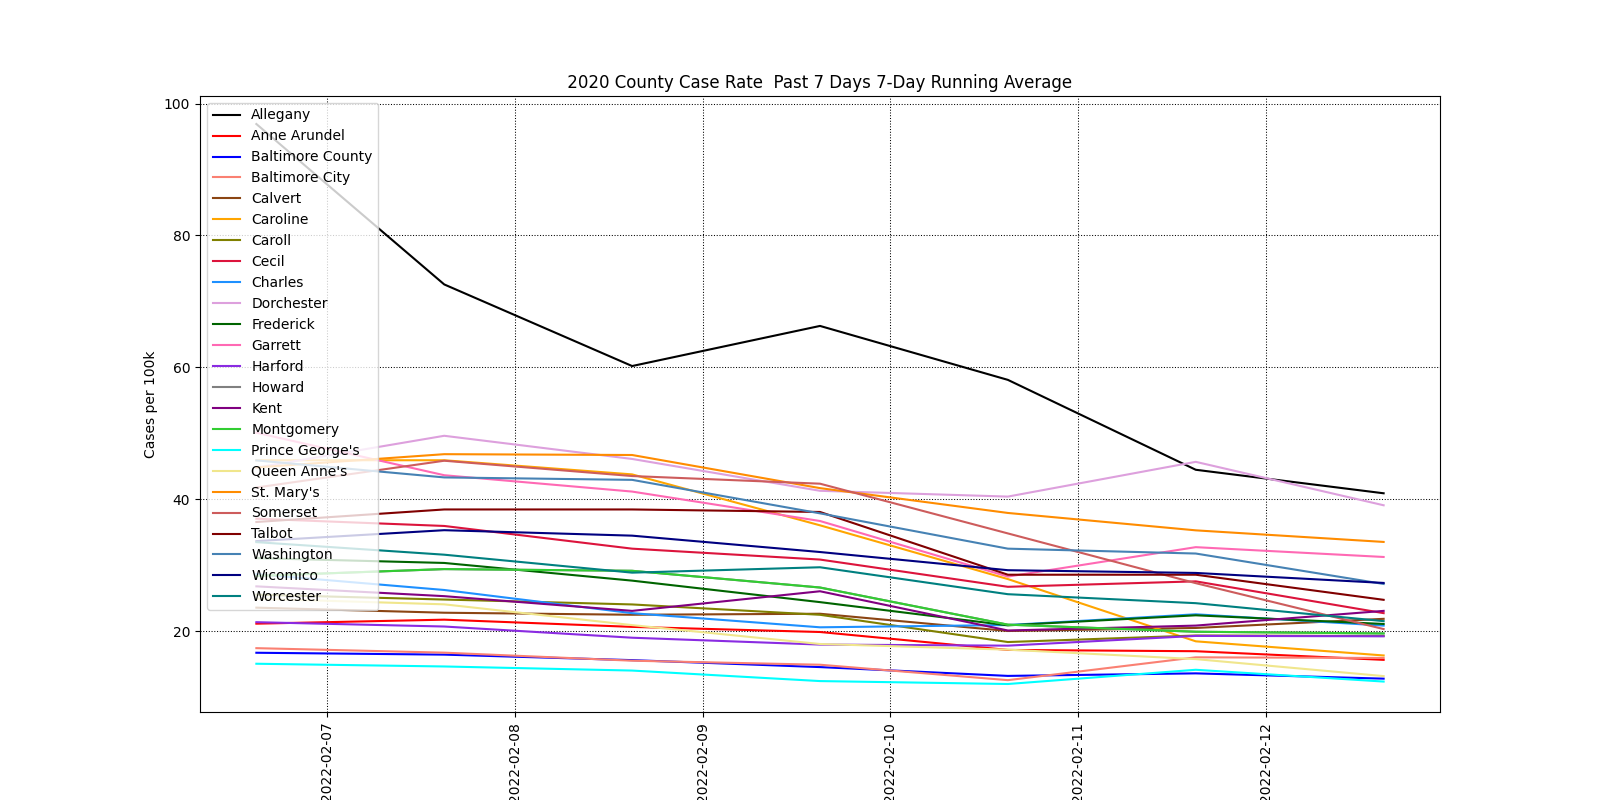 2020 County Case Rate  Past 7 Days 7-Day Running Average
Cases per 100k
100
80
60
40
20
Allegany
Anne Arundel
Baltimore County
Baltimore City
Calvert
Caroline
Caroll
Cecil
Charles
Dorchester
Frederick
Garrett
Harford
Howard
Kent
Montgomery
Prince George's
Queen Anne's
St. Mary's
Somerset
Talbot
Washington
Wicomico
Worcester
2022-02-07
2022-02-08
2022-02-09
2022-02-10
2022-02-11
2022-02-12